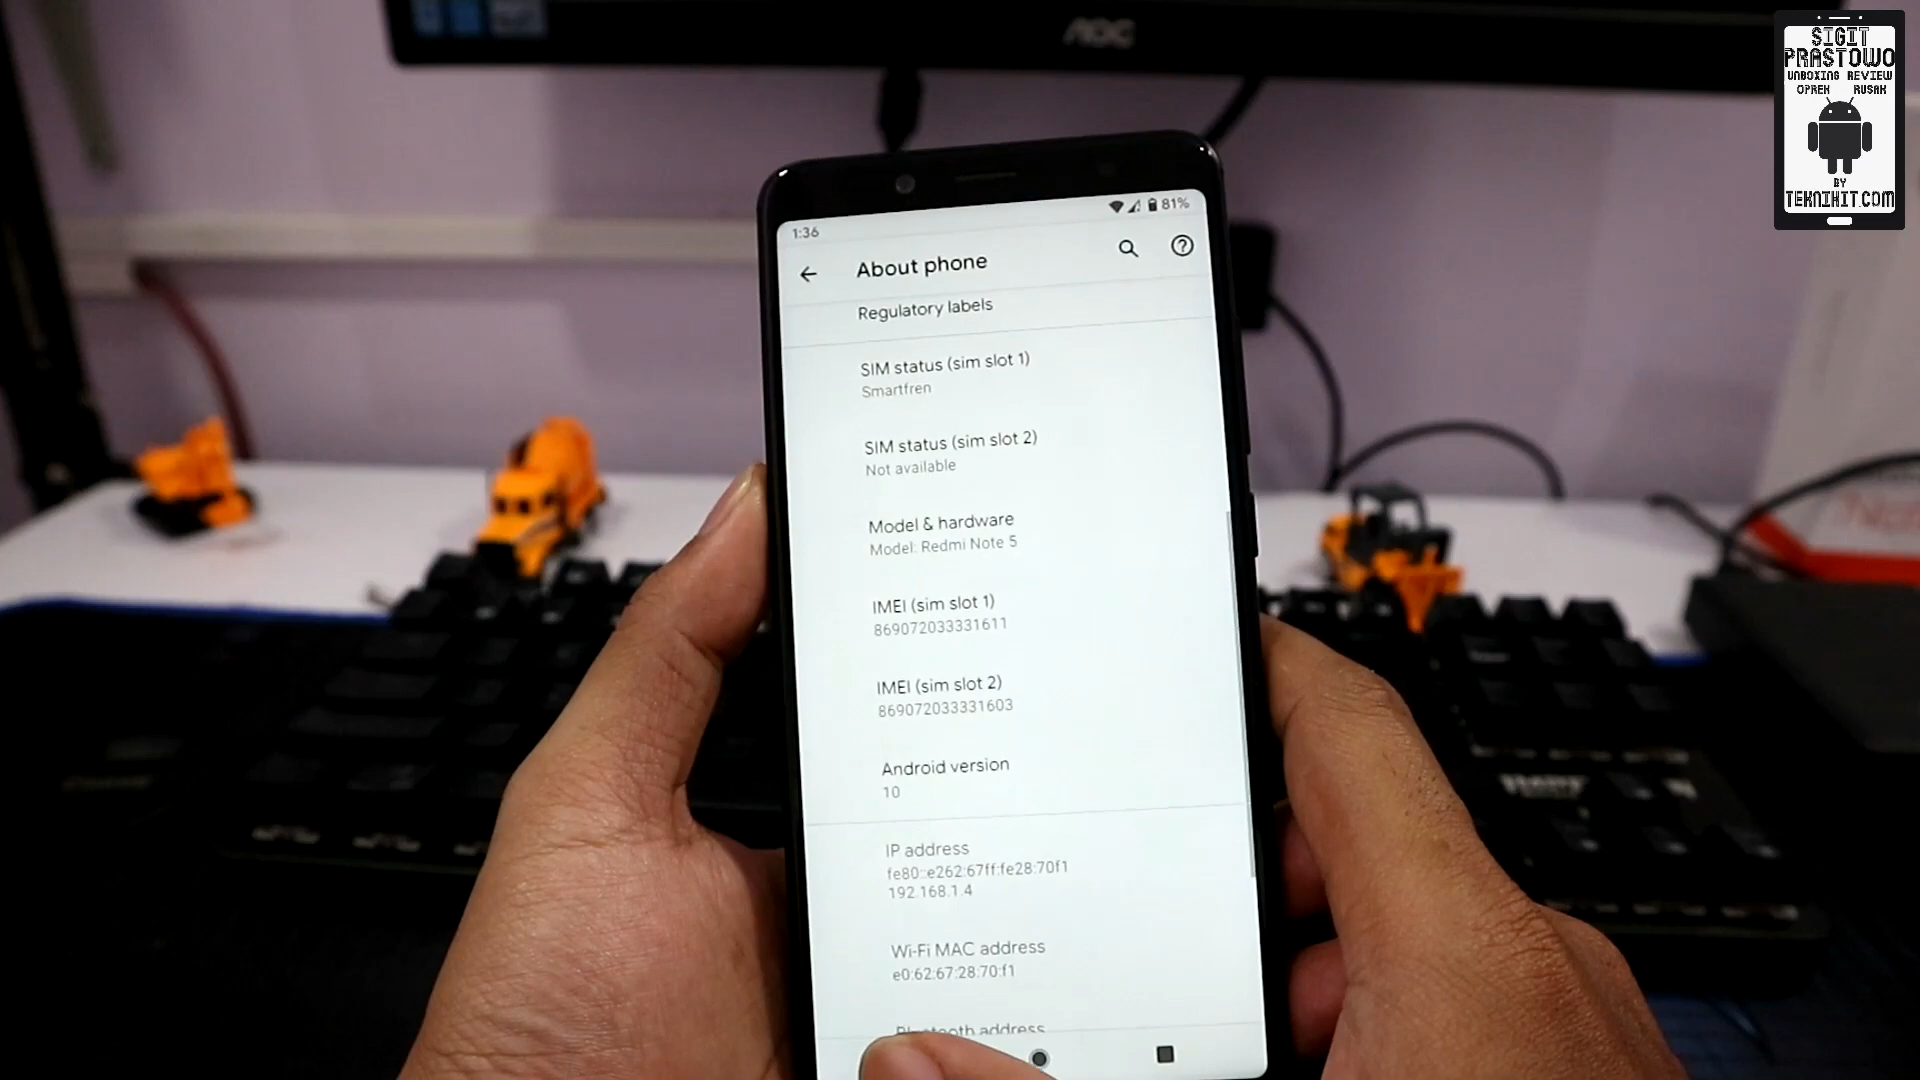 AOC
SIGIT
PRASTOWO
UNBOXING REVIEW
OPREK RUSAK
BY
TEKNIKIT.COM
1:36
81%
About phone
Regulatory labels
SIM status (sim slot 1)
Smartfren
SIM status (sim slot 2)
Not available
Model & hardware
Model: Redmi Note 5
IMEI (sim slot 1)
869072033331611
IMEI (sim slot 2)
869072033331603
Android version
10
IP address
fe80::e262:67ff:fe28:70f1
192.168.1.4
Wi-Fi MAC address
e0:62:67:28:70:f1
Bluetooth address